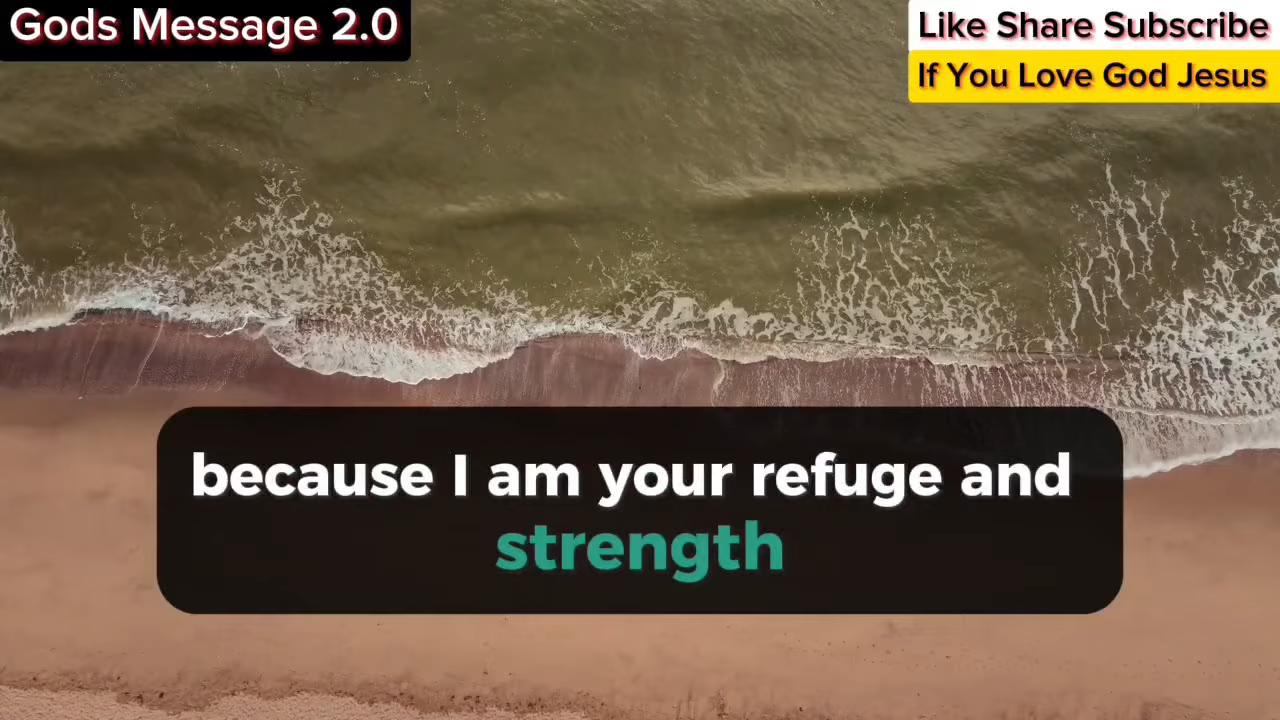 Gods Message 2.0
Like Share Subscribe
If You Love God Jesus
because I am your refuge and
strength